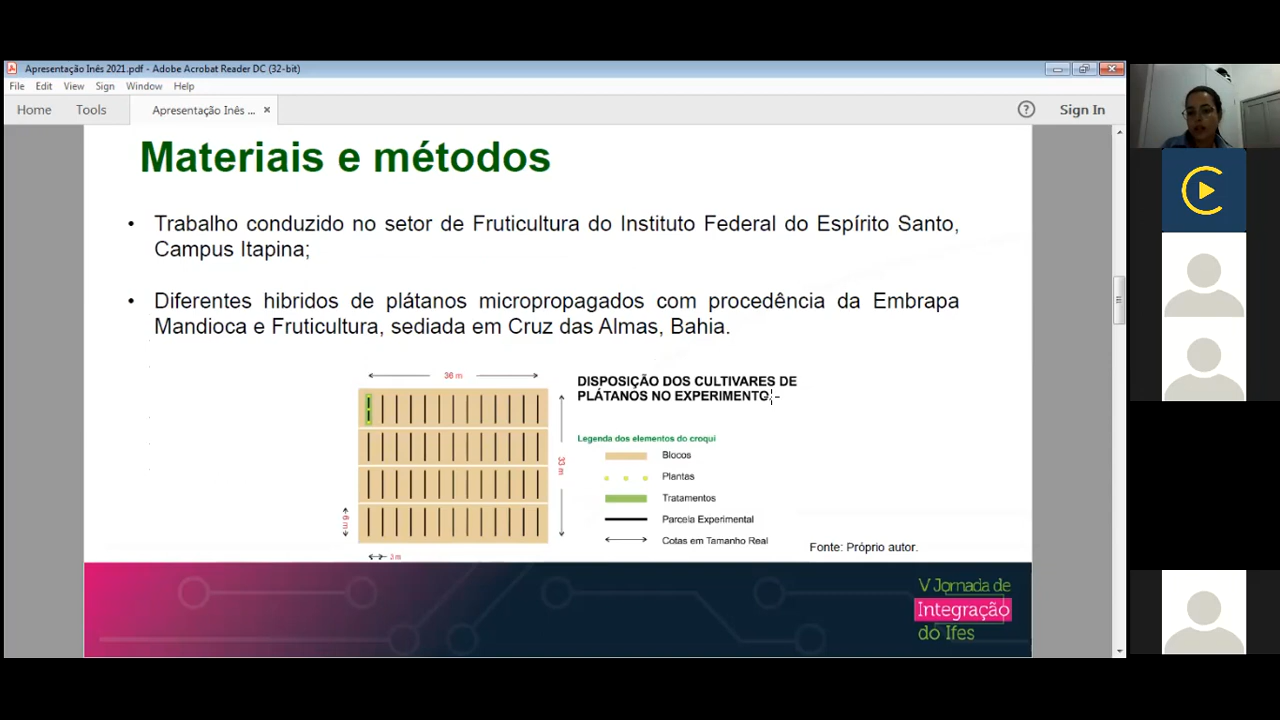 Apresentação Inês 2021.pdf - Adobe Acrobat Reader DC (32-bit)
File Edit View Sign Window Help
Home Tools Apresentação Inês ... × ? Sign In
Materiais e métodos
• Trabalho conduzido no setor de Fruticultura do Instituto Federal do Espírito Santo,
Campus Itapina;
• Diferentes hibridos de plátanos micropropagados com procedência da Embrapa
Mandioca e Fruticultura, sediada em Cruz das Almas, Bahia.
36 m
33 m
6 m
3 m
DISPOSIÇÃO DOS CULTIVARES DE
PLÁTANOS NO EXPERIMENTO
Legenda dos elementos do croqui
Blocos
Plantas
Tratamentos
Parcela Experimental
Cotas em Tamanho Real
Fonte: Próprio autor.
V Jornada de
Integração
do Ifes